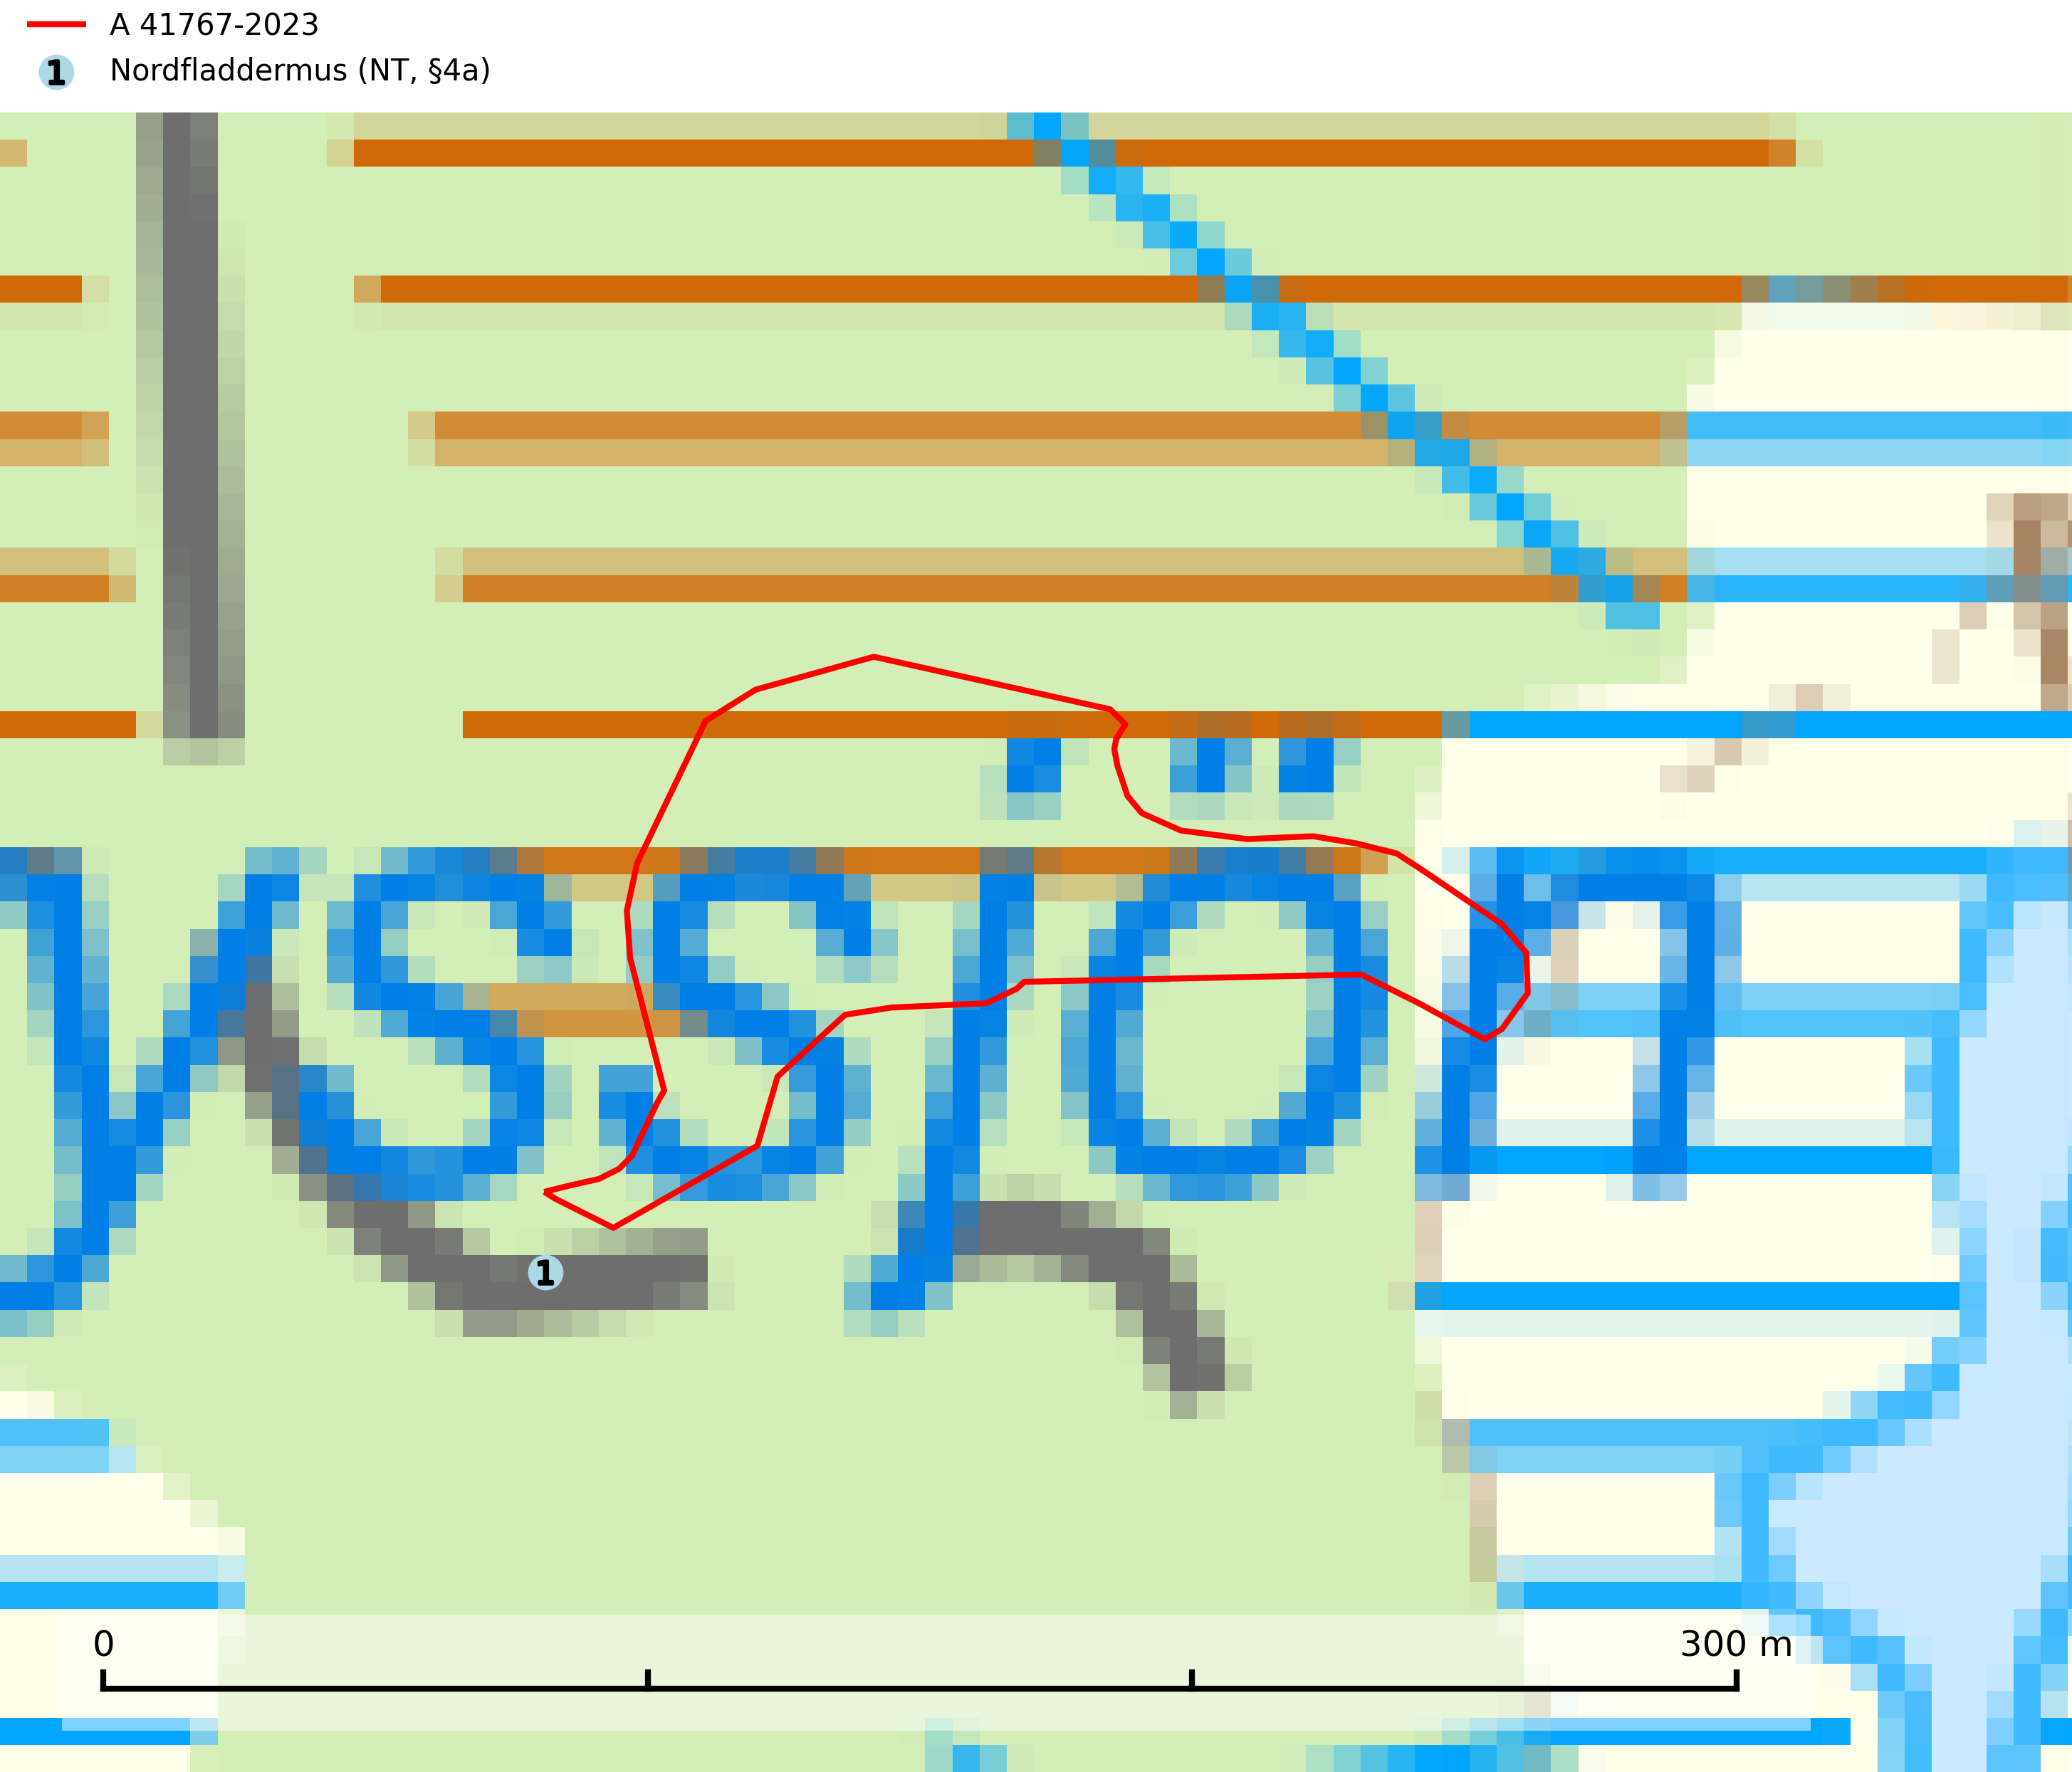 A 41767-2023
1 Nordfladdermus (NT, §4a)
1
0 300 m